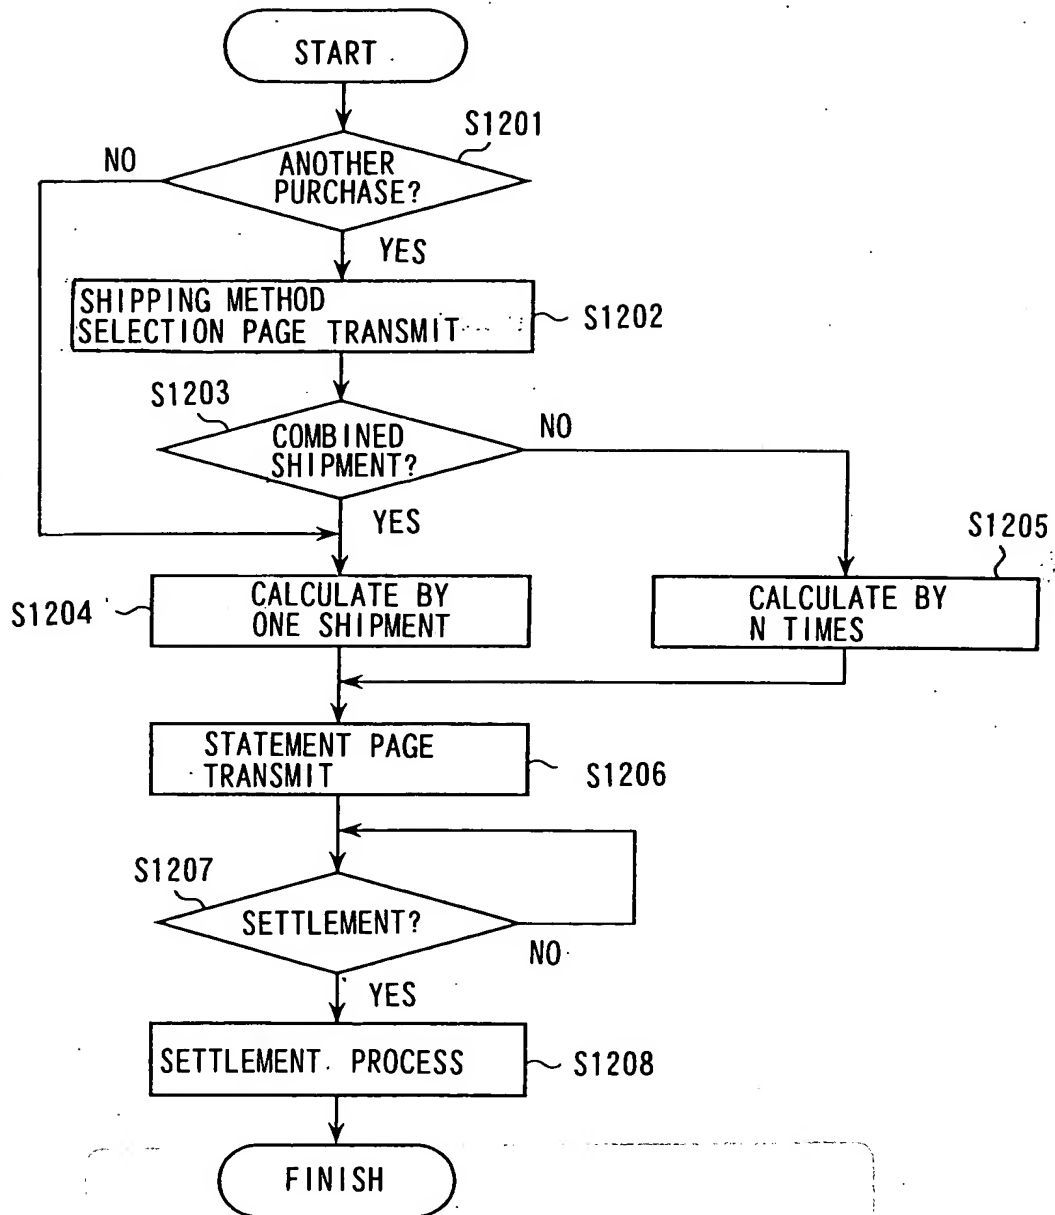 START
S1201
NO
ANOTHER
PURCHASE?
YES
SHIPPING METHOD
SELECTION PAGE TRANSMIT
S1202
S1203
COMBINED
SHIPMENT?
NO
YES
S1205
S1204
CALCULATE BY
ONE SHIPMENT
CALCULATE BY
N TIMES
STATEMENT PAGE
TRANSMIT
S1206
S1207
SETTLEMENT?
NO
YES
SETTLEMENT PROCESS
S1208
FINISH